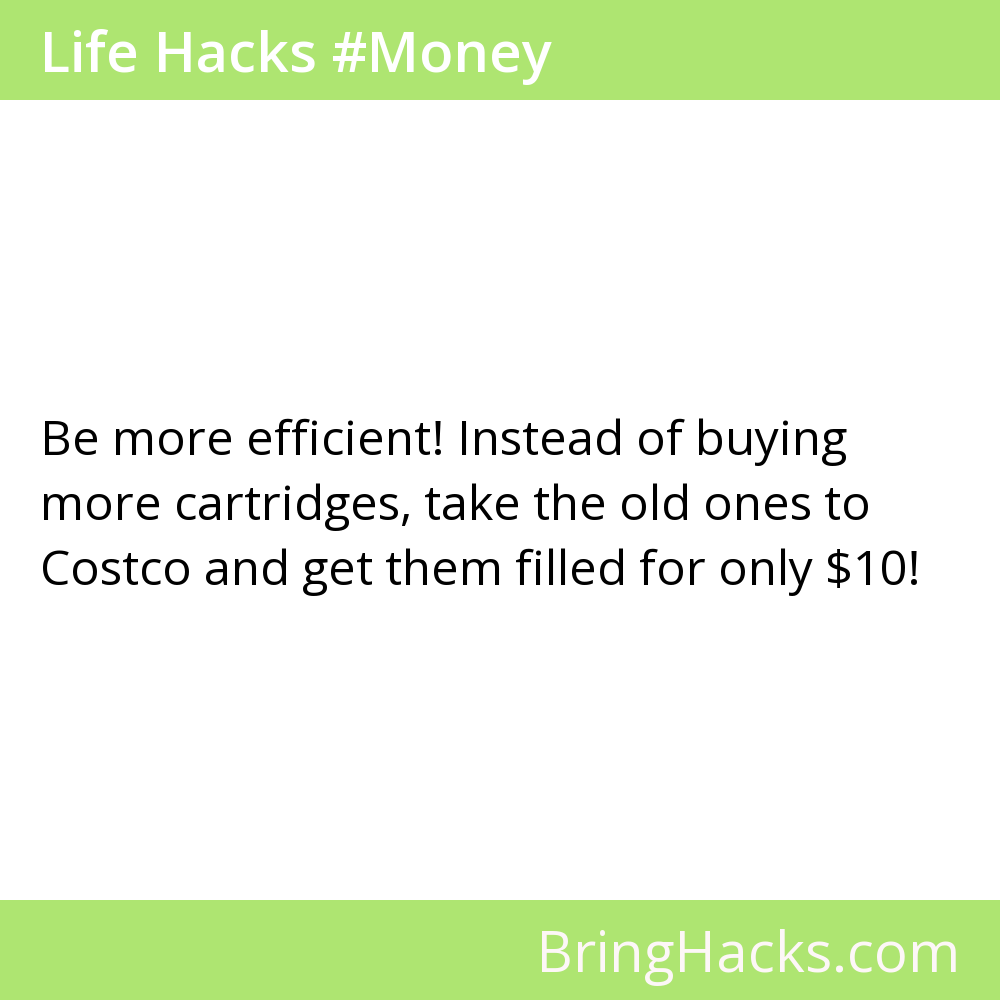 Life Hacks #Money
Be more efficient! Instead of buying
more cartridges, take the old ones to
Costco and get them filled for only $10!
BringHacks.com